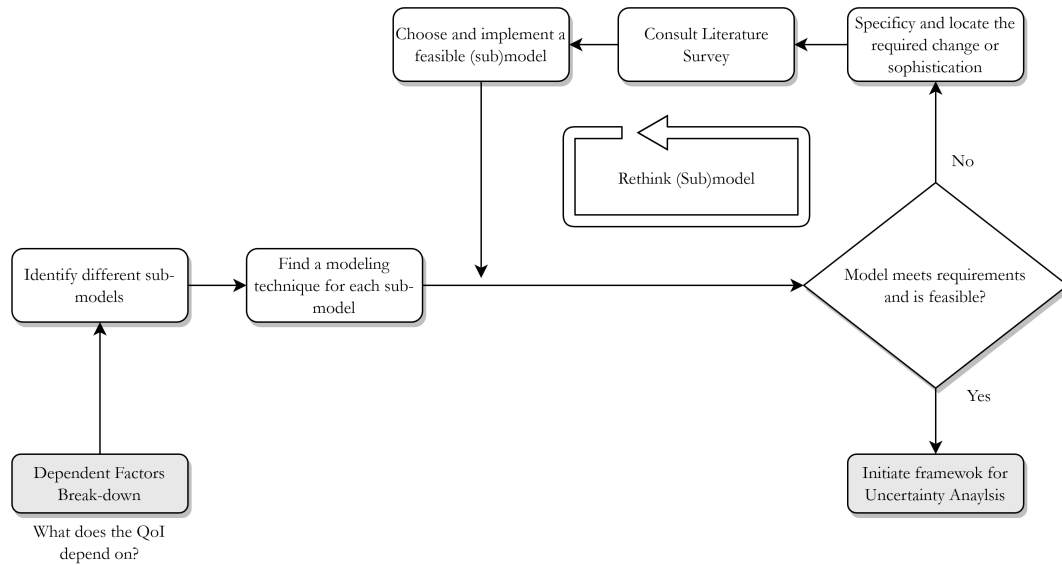 Choose and implement a
feasible (sub)model
Consult Literature
Survey
Specificy and locate the
required change or
sophistication
Rethink (Sub)model
No
Identify different sub-
models
Find a modeling
technique for each sub-
model
Model meets requirements
and is feasible?
Yes
Dependent Factors
Break-down
What does the QoI
depend on?
Initiate framewok for
Uncertainty Anaylsis